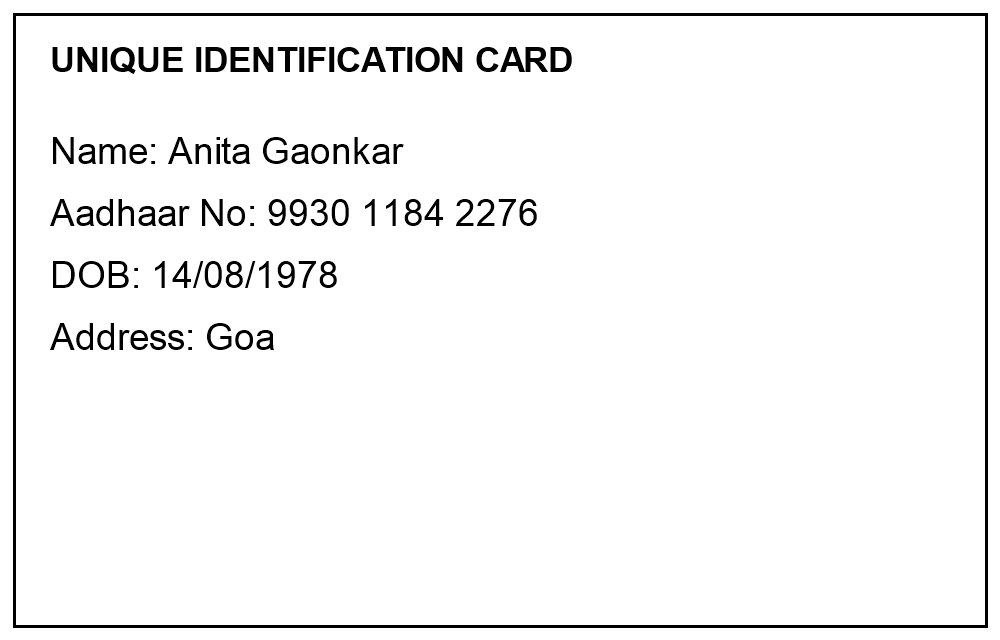 UNIQUE IDENTIFICATION CARD
Name: Anita Gaonkar
Aadhaar No: 9930 1184 2276
DOB: 14/08/1978
Address: Goa